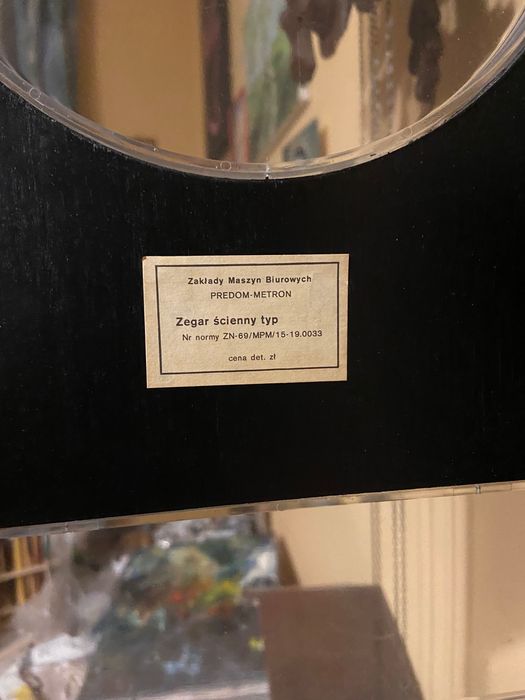 Zakłady Maszyn Biurowych
PREDOM-METRON
Zegar ścienny typ
Nr normy ZN-69/MPM/15-19.0033
cena det. zł